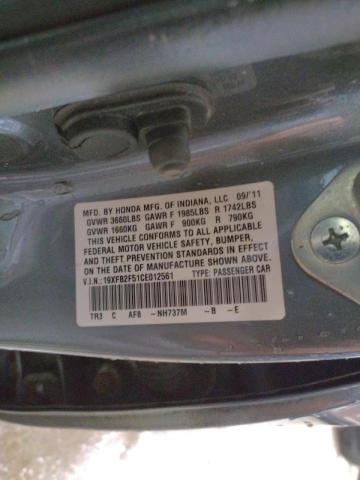 MFD. BY HONDA MFG. OF INDIANA, LLC 09/'11
GVWR 3660LBS GAWR F 1985LBS R 1742LBS
GVWR 1660KG GAWR F 900KG R 790KG
THIS VEHICLE CONFORMS TO ALL APPLICABLE
FEDERAL MOTOR VEHICLE SAFETY, BUMPER,
AND THEFT PREVENTION STANDARDS IN EFFECT
ON THE DATE OF MANUFACTURE SHOWN ABOVE.
V.I.N.: 19XFB2F51CE012561 TYPE: PASSENGER CAR
TR3 C AFB -NH737M -B -E